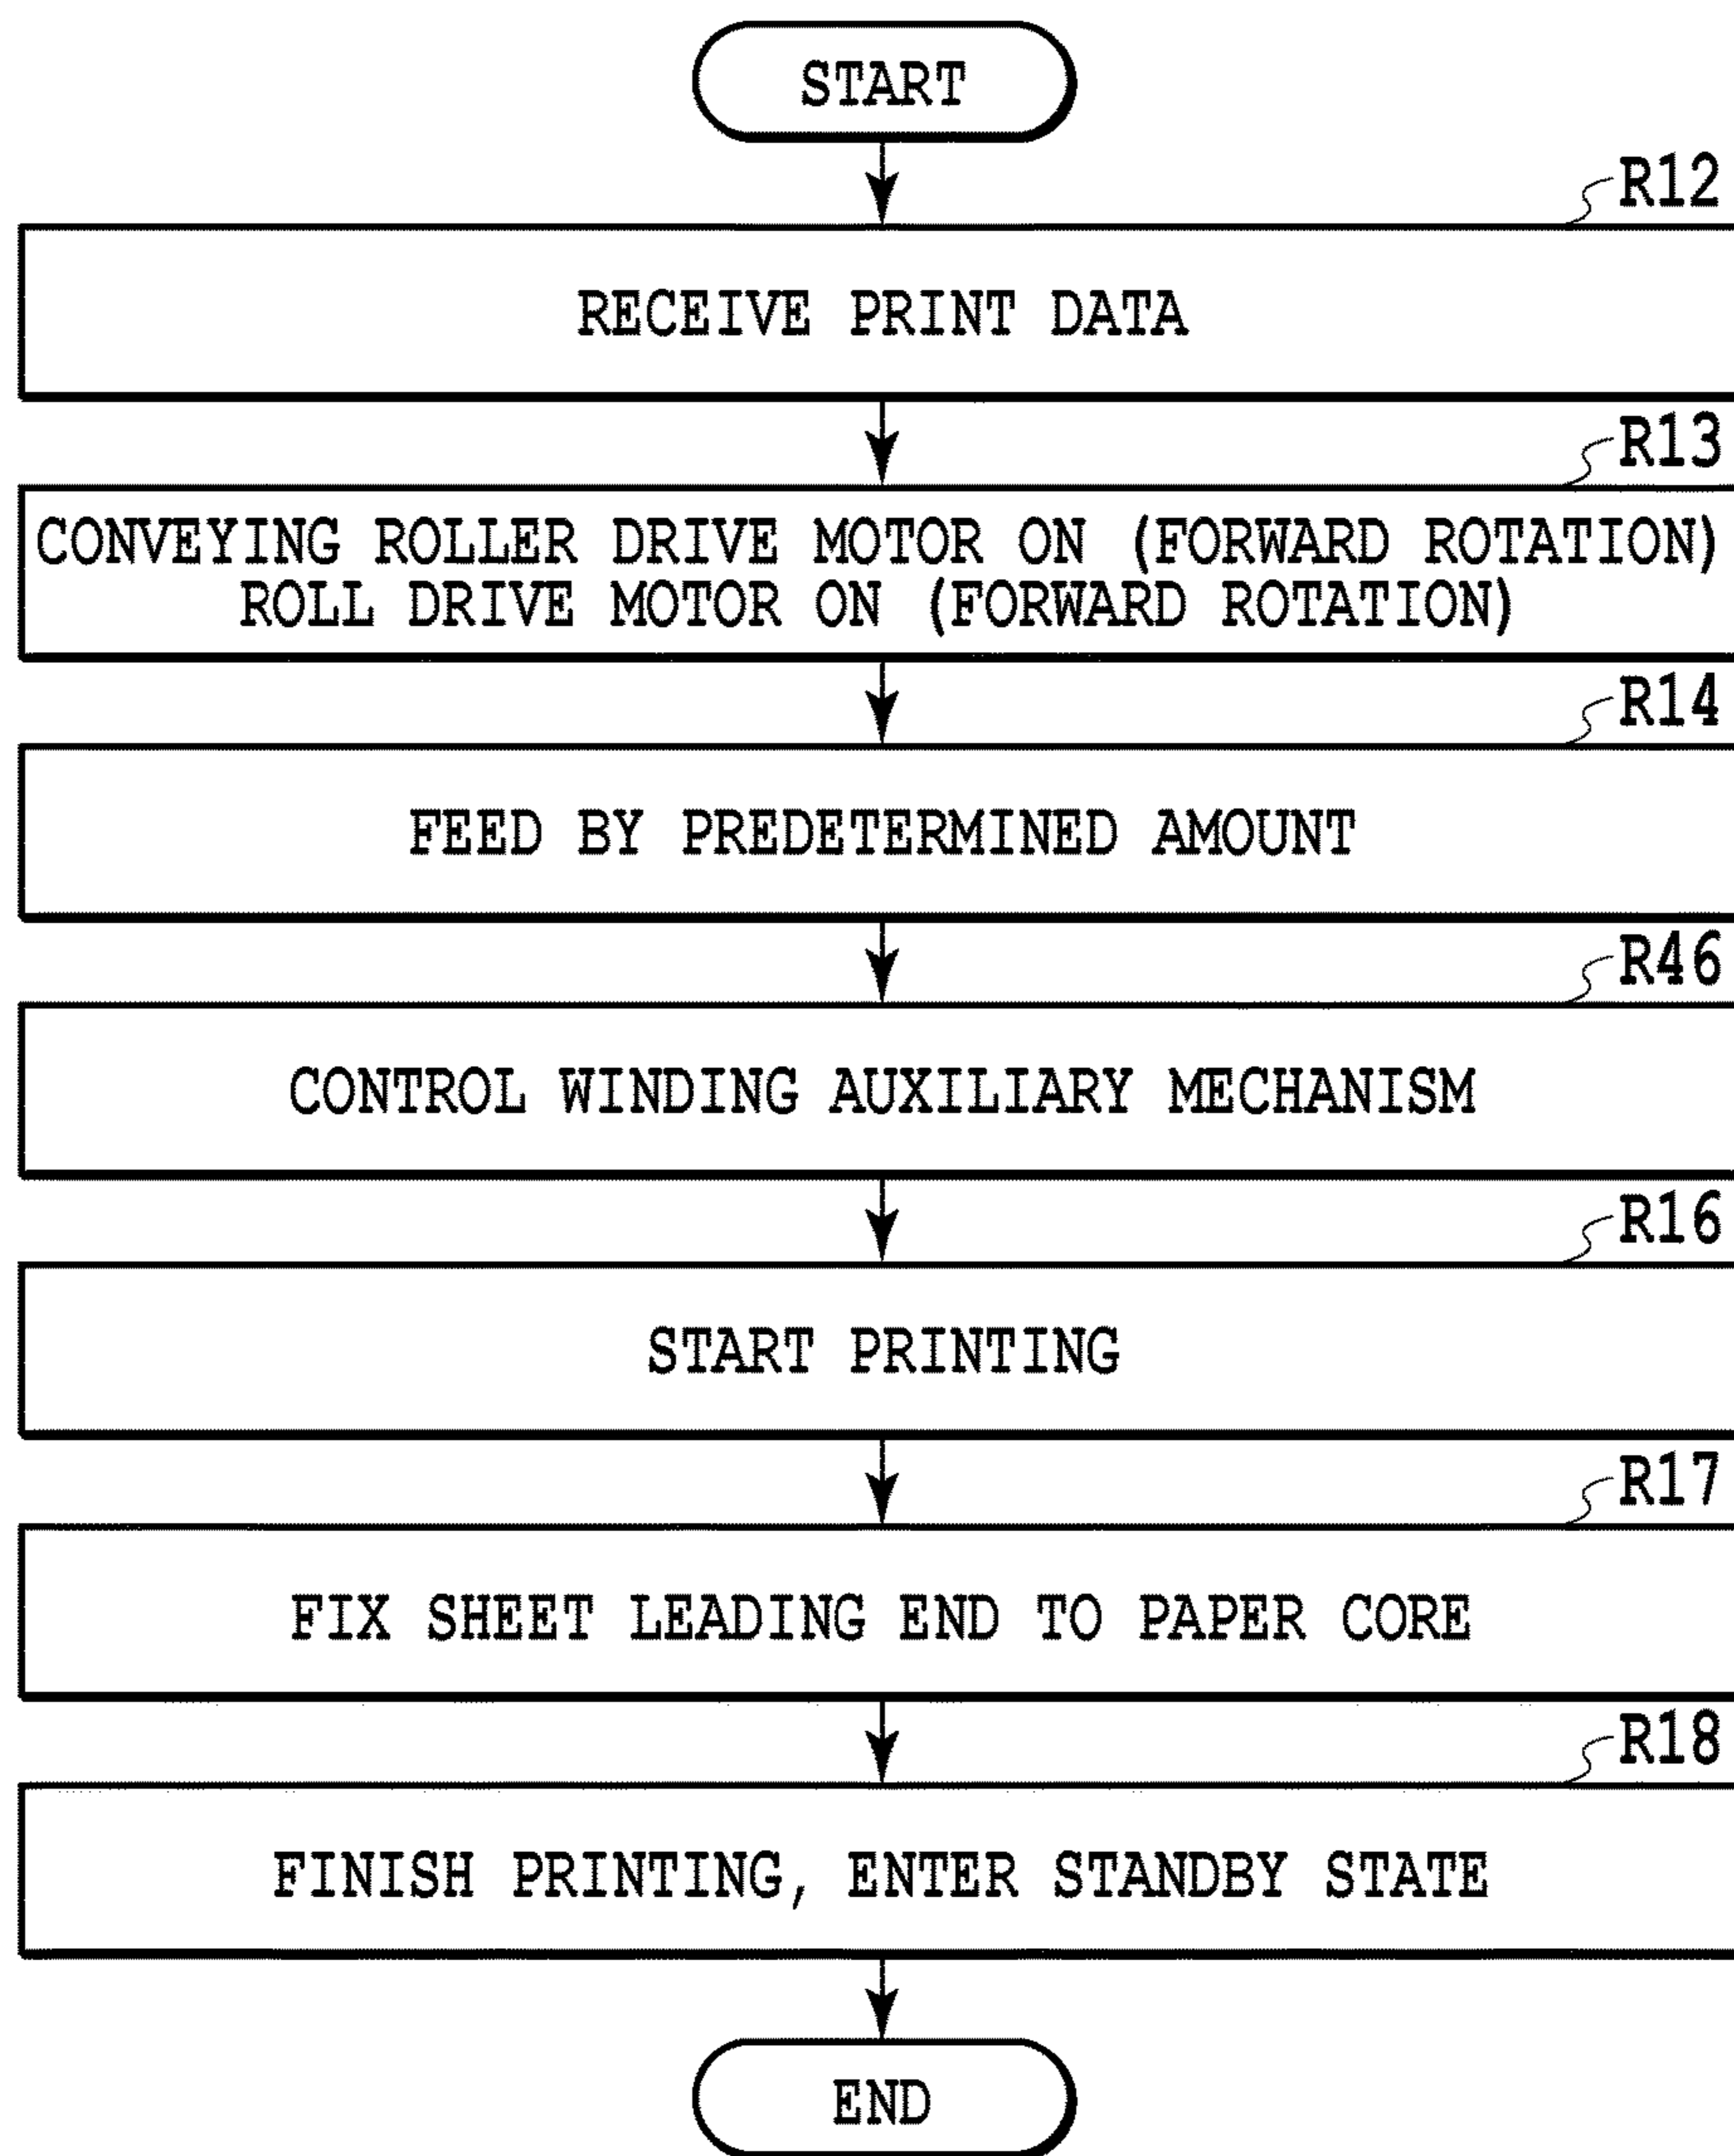 START
R12
RECEIVE PRINT DATA
R13
CONVEYING ROLLER DRIVE MOTOR ON (FORWARD ROTATION)
ROLL DRIVE MOTOR ON (FORWARD ROTATION)
R14
FEED BY PREDETERMINED AMOUNT
R46
CONTROL WINDING AUXILIARY MECHANISM
R16
START PRINTING
R17
FIX SHEET LEADING END TO PAPER CORE
R18
FINISH PRINTING, ENTER STANDBY STATE
END